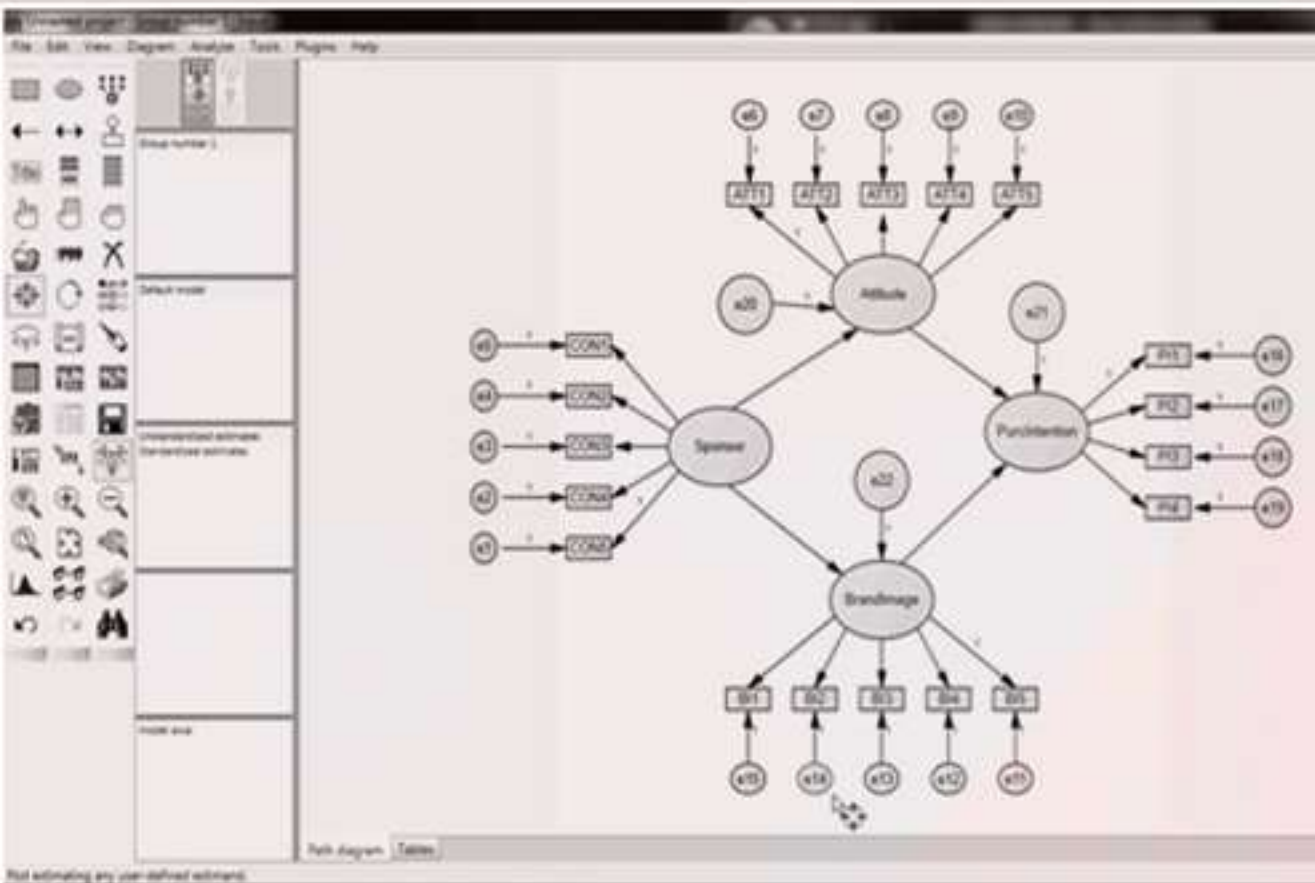 File Edit View Diagram Analyze Tools Plugins Help
Group number 1
Default model
Unstandardized estimates
Standardized estimates
e6 e7 e8 e9 e10
ATT1 ATT2 ATT3 ATT4 ATT5
Attitude
e20
e21
CON1
e4 CON2
e3 CON3
e2 CON4
e1 CON5
Sponsor
PurcIntention
PI1 e16
PI2 e17
PI3 e18
PI4 e19
e22
BrandImage
BI1 BI2 BI3 BI4 BI5
e15 e14 e13 e12 e11
Path diagram Tables
Not estimating any user-defined estimand.